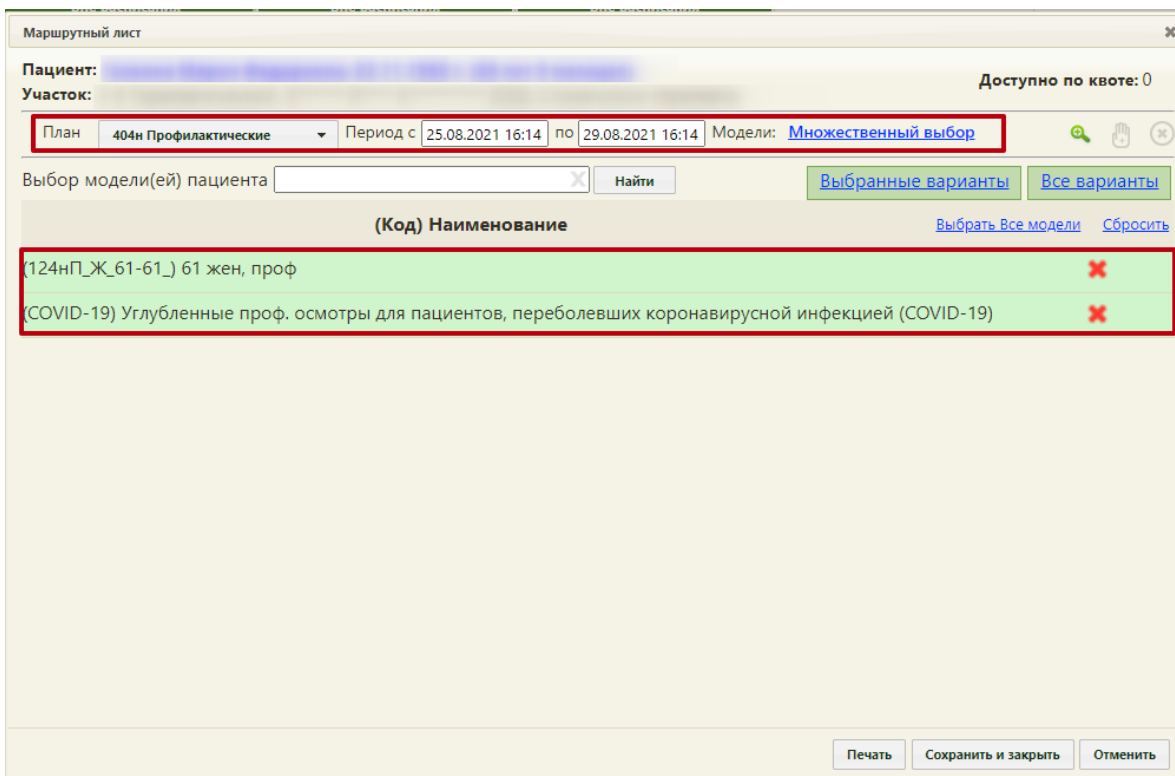 Маршрутный лист
Пациент:
Доступно по квоте: 0
Участок:
План 404н Профилактические Период с 25.08.2021 16:14 по 29.08.2021 16:14 Модели: Множественный выбор
Выбор модели(ей) пациента Найти Выбранные варианты Все варианты
(Код) Наименование Выбрать Все модели Сбросить
(124нП_Ж_61-61_) 61 жен, проф
(COVID-19) Углубленные проф. осмотры для пациентов, переболевших коронавирусной инфекцией (COVID-19)
Печать Сохранить и закрыть Отменить